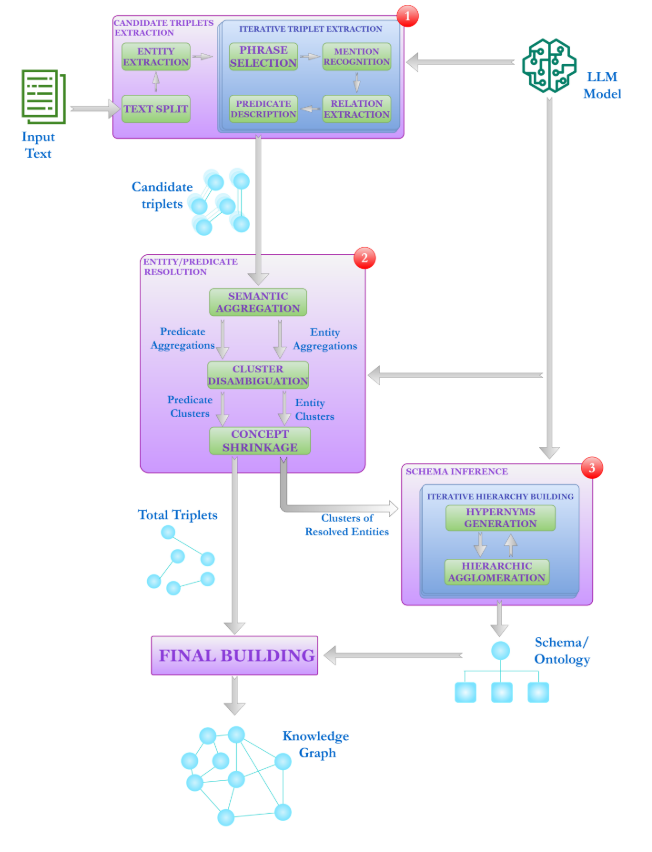 CANDIDATE TRIPLETS
EXTRACTION
1
ITERATIVE TRIPLET EXTRACTION
ENTITY
EXTRACTION
PHRASE
SELECTION
MENTION
RECOGNITION
TEXT SPLIT
PREDICATE
DESCRIPTION
RELATION
EXTRACTION
Input
Text
LLM
Model
Candidate
triplets
ENTITY/PREDICATE
RESOLUTION
2
SEMANTIC
AGGREGATION
Predicate
Aggregations
Entity
Aggregations
CLUSTER
DISAMBIGUATION
Predicate
Clusters
Entity
Clusters
CONCEPT
SHRINKAGE
SCHEMA INFERENCE
3
ITERATIVE HIERARCHY BUILDING
HYPERNYMS
GENERATION
HIERARCHIC
AGGLOMERATION
Total Triplets
Clusters of
Resolved Entities
FINAL BUILDING
Schema/
Ontology
Knowledge
Graph